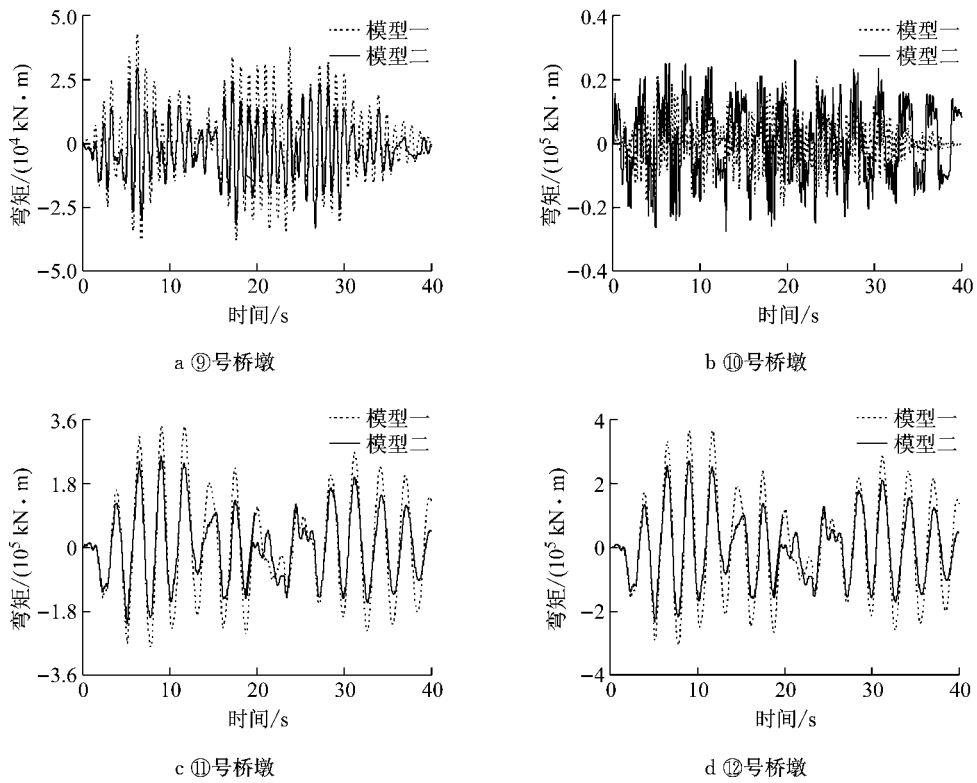 5.0
2.5
0
−2.5
−5.0
弯矩/(10⁴ kN·m)
模型一
模型二
0 10 20 30 40
时间/s
a ⑨号桥墩
0.4
0.2
0
−0.2
−0.4
弯矩/(10⁵ kN·m)
模型一
模型二
0 10 20 30 40
时间/s
b ⑩号桥墩
3.6
1.8
0
−1.8
−3.6
弯矩/(10⁵ kN·m)
模型一
模型二
0 10 20 30 40
时间/s
c ⑪号桥墩
4
2
0
−2
−4
弯矩/(10⁵ kN·m)
模型一
模型二
0 10 20 30 40
时间/s
d ⑫号桥墩